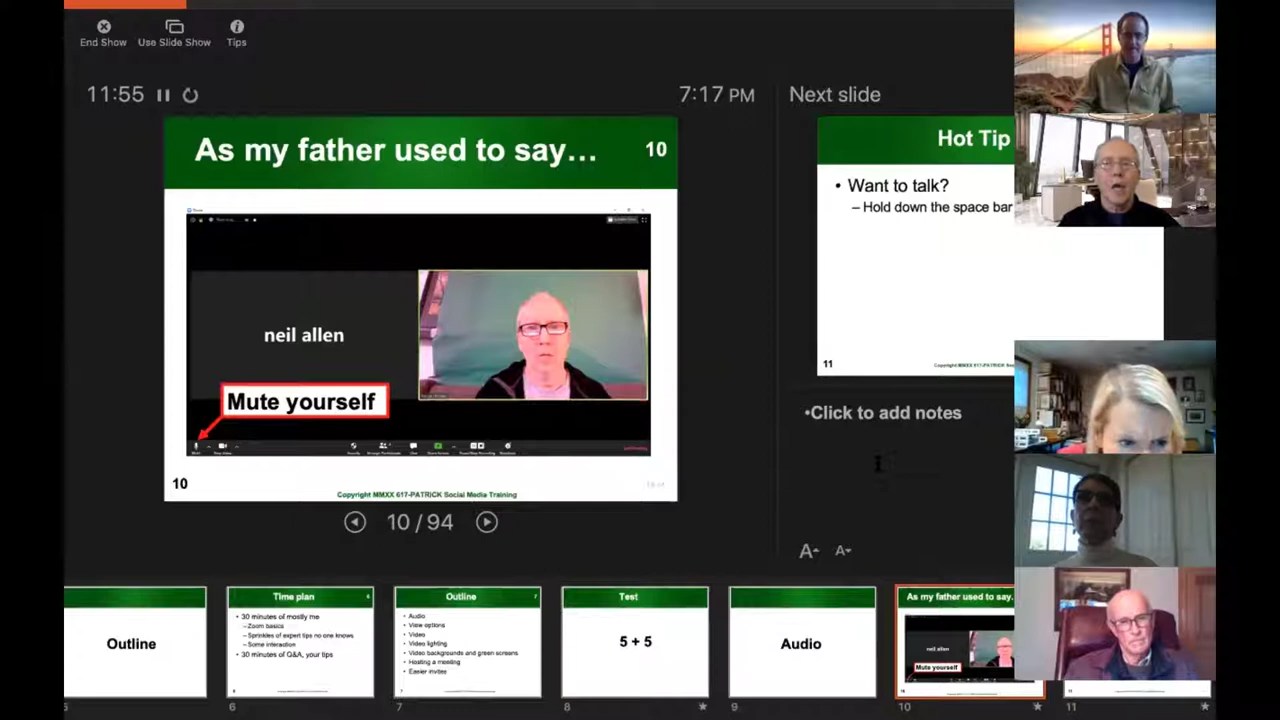 End Show
Use Slide Show
Tips
11:55
7:17 PM
Next slide
As my father used to say…
10
neil allen
Mute yourself
10
Copyright MMXX 617-PATRICK Social Media Training
10 / 94
Hot Tip
• Want to talk?
– Hold down the space bar
11
•Click to add notes
A
A
Outline
5
Time plan
6
• 30 minutes of mostly me
– Zoom basics
– Sprinkles of expert tips no one knows
– Some interaction
• 30 minutes of Q&A, your tips
6
Outline
7
• Audio
• View options
• Video
• Video lighting
• Video backgrounds and green screens
• Hosting a meeting
• Easier invites
7
Test
5 + 5
8
Audio
9
As my father used to say.
neil allen
Mute yourself
10
11